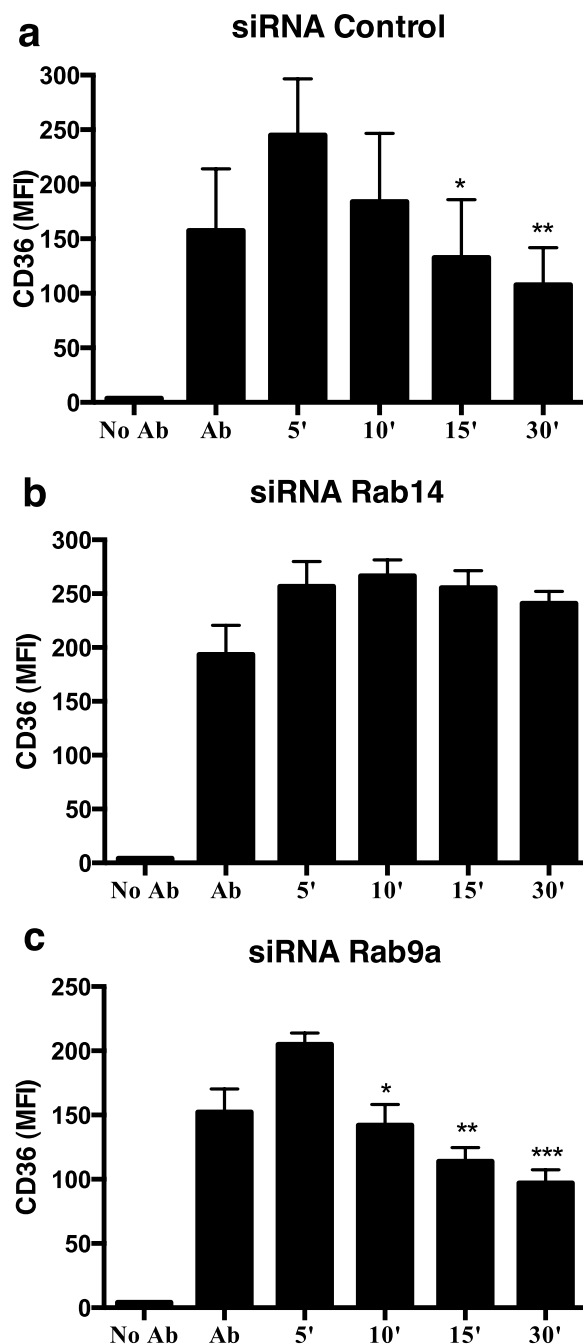 a
siRNA Control
CD36 (MFI)
300
250
200
150
100
50
0
*
**
No Ab Ab 5' 10' 15' 30'
b
siRNA Rab14
CD36 (MFI)
300
250
200
150
100
50
0
No Ab Ab 5' 10' 15' 30'
c
siRNA Rab9a
CD36 (MFI)
250
200
150
100
50
0
*
**
***
No Ab Ab 5' 10' 15' 30'